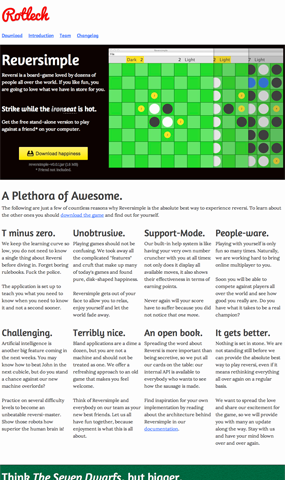 Rotlech
Download Introduction Team Changelog
Reversimple
Reversi is a board-game loved by dozens of
people all over the world. If you like fun, you
are going to love what we have in store for you.
Strike while the ironseat is hot.
Get the free stand-alone version to play
against a friend* on your computer.
Download happiness
* Friend not included.
Dark 2
2 Light
2 Light
A Plethora of Awesome.
The following are just a few of countless reasons why Reversimple is the absolute best way to experience reversi. To learn about
the other ones you should download the game and find out for yourself.
T minus zero.
We keep the learning curve so
low, you do not need to know
a single thing about Reversi
before diving in. Forget boring
rulebooks. Fuck the police.
The application is set up to
teach you what you need to
know when you need to know
it and not a second sooner.
Unobtrusive.
Playing games should not be
confusing. We took away all
the complicated "features"
and cruft that make up many
of today's games and found
pure, disk-shaped happiness.
Reversimple gets out of your
face to allow you to relax,
enjoy yourself and let the
world fade away.
Support-Mode.
Our built-in help system is like
having your very own number
cruncher with you at all times:
not only does it display all
available moves, it also shows
their effectiveness in terms of
earning points.
Never again will your score
have to suffer because you did
not notice that one move.
People-ware.
Playing with yourself is only
fun so many times. Naturally,
we are working hard to bring
online multiplayer to you.
Soon you will be able to
compete against players all
over the world and see how
good you really are. Do you
have what it takes to be a real
champion?
Challenging.
Artificial intelligence is
another big feature coming in
the next weeks. You may
know how to beat John in the
next cubicle, but do you stand
a chance against our new
machine overlords?
Practice on several difficulty
levels to become an
unbeatable reversi-master.
Show those robots how
superior the human brain is!
Terribly nice.
Bland applications are a dime a
dozen, but you are not a
machine and should not be
treated as one. We offer a
refreshing approach to an old
game that makes you feel
welcome.
Think of Reversimple and
everybody on our team as your
new best friends. Let us all
have fun together, because
enjoyment is what this is all
about.
An open book.
Spreading the word about
Reversi is more important than
being secretive, so we put all
our cards on the table: our
internal API is available to
everybody who wants to see
how the sausage is made.
Find inspiration for your own
implementation by reading
about the architecture behind
Reversimple in our
documentation.
It gets better.
Nothing is set in stone. We are
not standing still before we
can provide the absolute best
way to play reversi, even if it
means rethinking everything
all over again on a regular
basis.
We want to spread the love
and share our excitement for
the game, so we will provide
you with many an update
along the way. Stay with us
and have your mind blown
over and over again.
Think The Seven Dwarfs, but bigger.